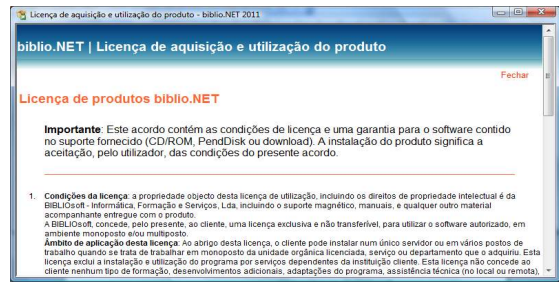 Licença de aquisição e utilização do produto - biblio.NET 2011
biblio.NET | Licença de aquisição e utilização do produto
Fechar
Licença de produtos biblio.NET
Importante: Este acordo contém as condições de licença e uma garantia para o software contido
no suporte fornecido (CD/ROM, PendDisk ou download). A instalação do produto significa a
aceitação, pelo utilizador, das condições do presente acordo.
1. Condições da licença: a propriedade objecto desta licença de utilização, incluindo os direitos de propriedade intelectual é da
BIBLIOsoft - Informática, Formação e Serviços, Lda, incluindo o suporte magnético, manuais, e qualquer outro material
acompanhante entregue com o produto.
A BIBLIOsoft, concede, pelo presente, ao cliente, uma licença exclusiva e não transferível, para utilizar o software autorizado, em
ambiente monoposto e/ou multiposto.
Âmbito de aplicação desta licença: Ao abrigo desta licença, o cliente pode instalar num único servidor ou em vários postos de
trabalho quando se trata de trabalhar em monoposto da unidade orgânica licenciada, serviço ou departamento que o adquiriu. Esta
licença exclui a instalação e utilização do programa por serviços dependentes da instituição cliente. Esta licença não concede ao
cliente nenhum tipo de formação, desenvolvimentos adicionais, adaptações do programa, assistência técnica (no local ou remota),